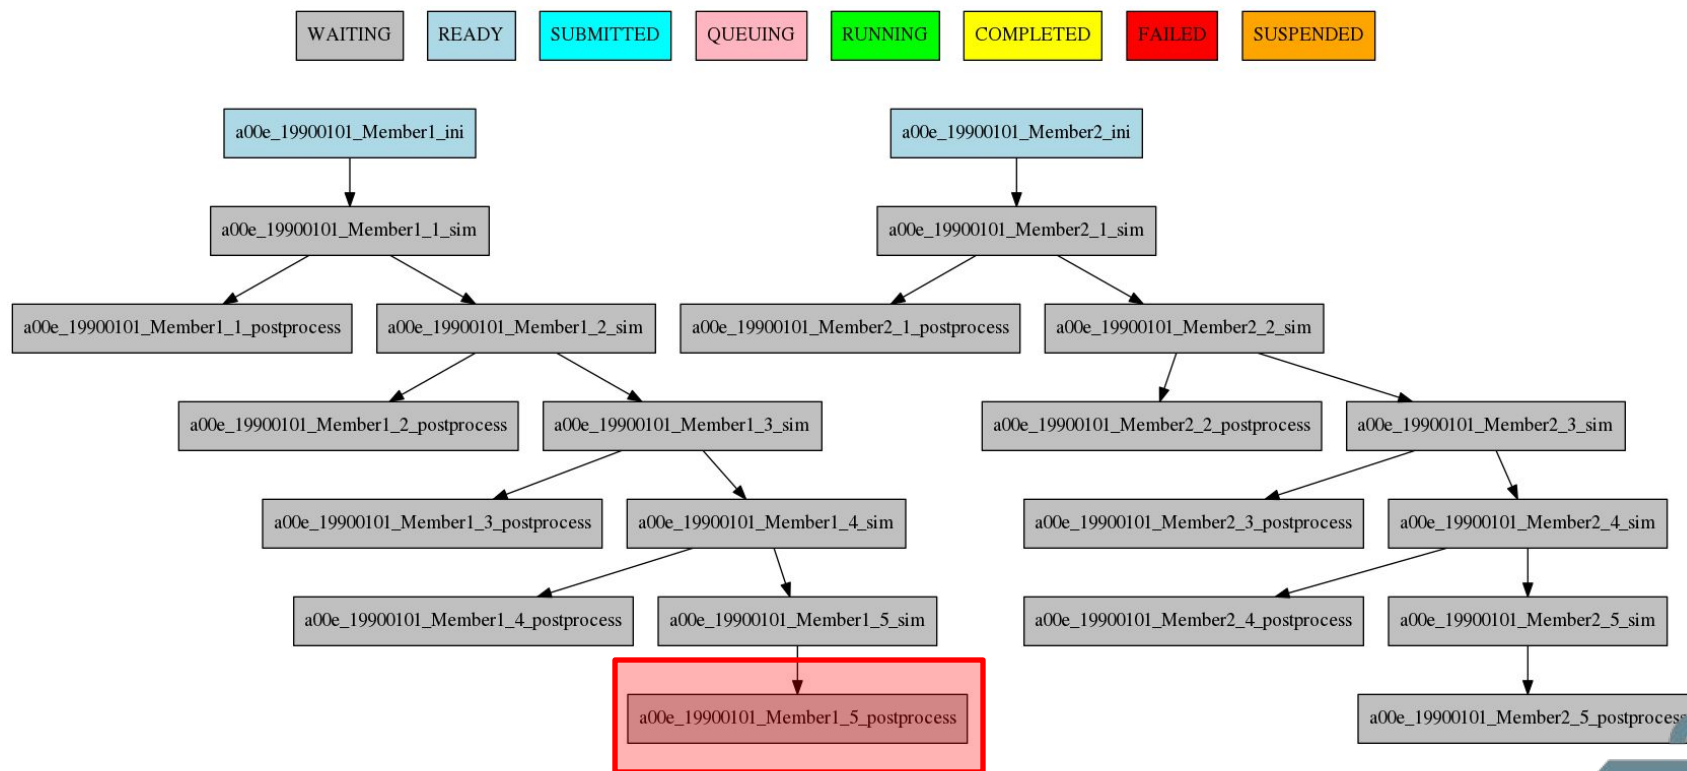 WAITING READY SUBMITTED QUEUING RUNNING COMPLETED FAILED SUSPENDED
a00e_19900101_Member1_ini a00e_19900101_Member2_ini
a00e_19900101_Member1_1_sim a00e_19900101_Member2_1_sim
a00e_19900101_Member1_1_postprocess a00e_19900101_Member1_2_sim a00e_19900101_Member2_1_postprocess a00e_19900101_Member2_2_sim
a00e_19900101_Member1_2_postprocess a00e_19900101_Member1_3_sim a00e_19900101_Member2_2_postprocess a00e_19900101_Member2_3_sim
a00e_19900101_Member1_3_postprocess a00e_19900101_Member1_4_sim a00e_19900101_Member2_3_postprocess a00e_19900101_Member2_4_sim
a00e_19900101_Member1_4_postprocess a00e_19900101_Member1_5_sim a00e_19900101_Member2_4_postprocess a00e_19900101_Member2_5_sim
a00e_19900101_Member1_5_postprocess a00e_19900101_Member2_5_postprocess